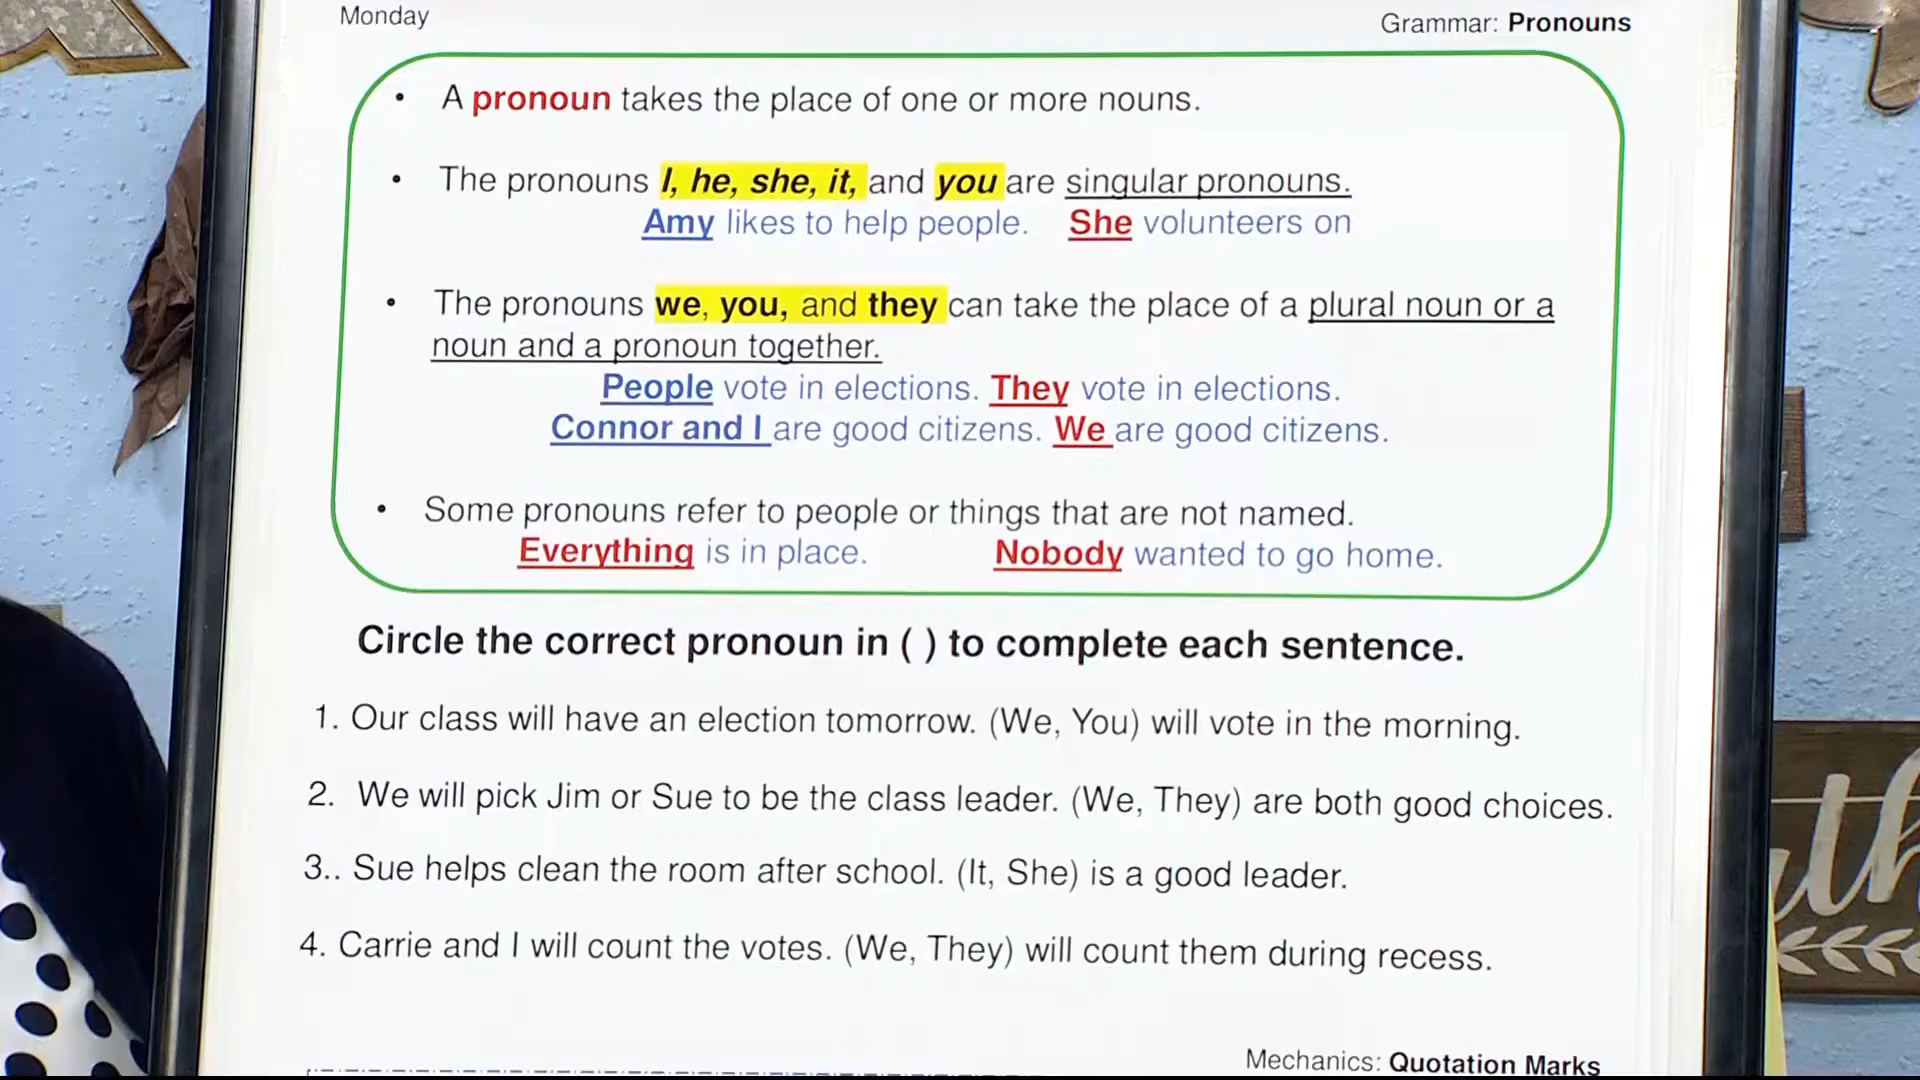 Monday
Grammar: Pronouns
• A pronoun takes the place of one or more nouns.
• The pronouns I, he, she, it, and you are singular pronouns.
Amy likes to help people. She volunteers on
• The pronouns we, you, and they can take the place of a plural noun or a
noun and a pronoun together.
People vote in elections. They vote in elections.
Connor and I are good citizens. We are good citizens.
• Some pronouns refer to people or things that are not named.
Everything is in place. Nobody wanted to go home.
Circle the correct pronoun in ( ) to complete each sentence.
1. Our class will have an election tomorrow. (We, You) will vote in the morning.
2. We will pick Jim or Sue to be the class leader. (We, They) are both good choices.
3.. Sue helps clean the room after school. (It, She) is a good leader.
4. Carrie and I will count the votes. (We, They) will count them during recess.
Mechanics: Quotation Marks